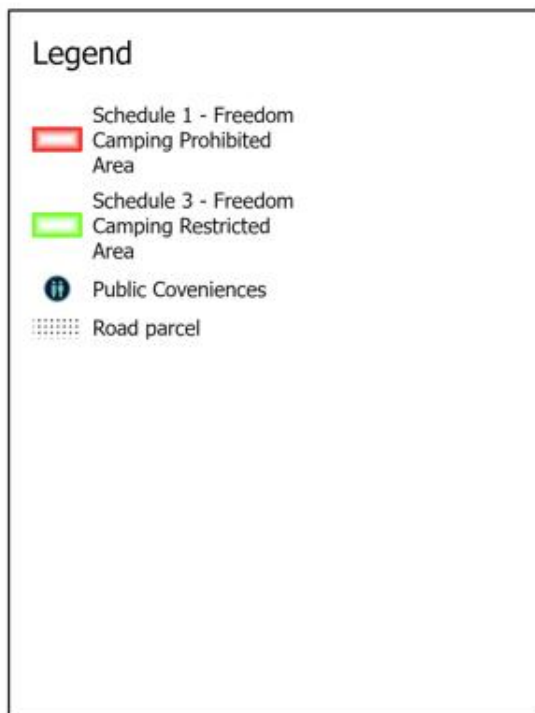 Legend
Schedule 1 - Freedom
Camping Prohibited
Area
Schedule 3 - Freedom
Camping Restricted
Area
Public Coveniences
Road parcel